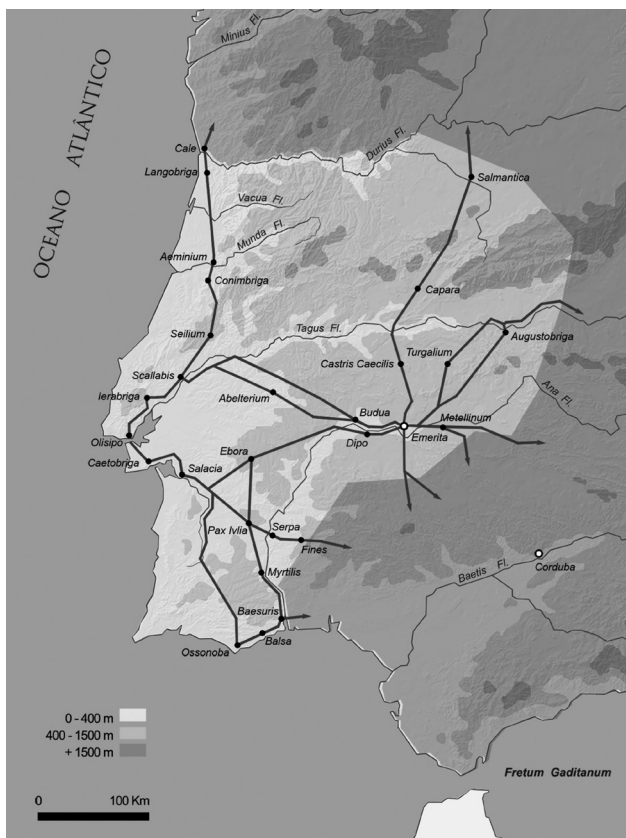 OCEANO ATLÂNTICO
Minius Fl.
Cale
Durius Fl.
Langobriga
Salmantica
Vacua Fl.
Munda Fl.
Aeminium
Conimbriga
Capara
Seilium
Tagus Fl.
Augustobriga
Turgalium
Castris Caecilis
Scallabis
Ana Fl.
Ierabriga
Abelterium
Budua
Metellinum
Olisipo
Dipo
Emerita
Ebora
Caetobriga
Salacia
Pax Ivlia
Serpa
Fines
Baetis Fl.
Corduba
Myrtilis
Baesuris
Balsa
Ossonoba
0 - 400 m
400 - 1500 m
+ 1500 m
Fretum Gaditanum
0 100 Km